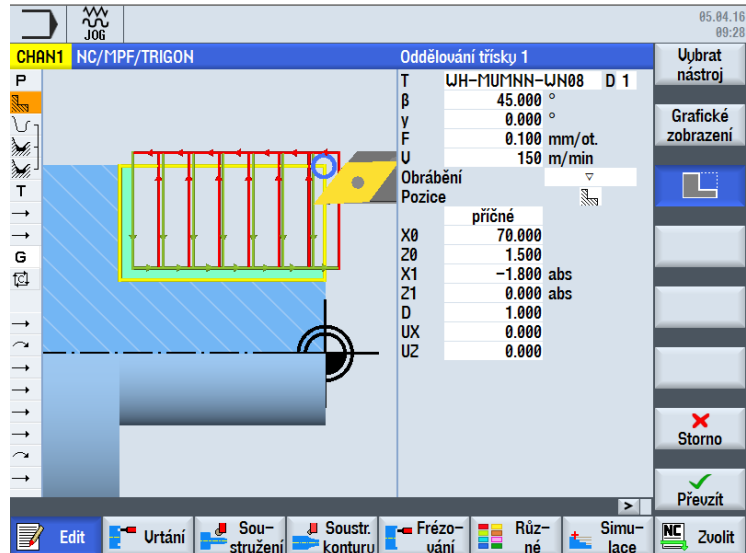 05.04.16
09:28
JOG
CHAN1 NC/MPF/TRIGON
Oddělování třísky 1
Vybrat
nástroj
P
T WH-MUMNN-WN08 D 1
β 45.000 °
γ 0.000 °
F 0.100 mm/ot.
V 150 m/min
Obrábění ▽
Pozice
příčné
X0 70.000
Z0 1.500
X1 -1.800 abs
Z1 0.000 abs
D 1.000
UX 0.000
UZ 0.000
T
G
Grafické
zobrazení
Storno
Převzít
>
Edit
Vrtání
Sou-
stružení
Soustr.
konturu
Frézo-
vání
Růz-
né
Simu-
lace
NC Zvolit